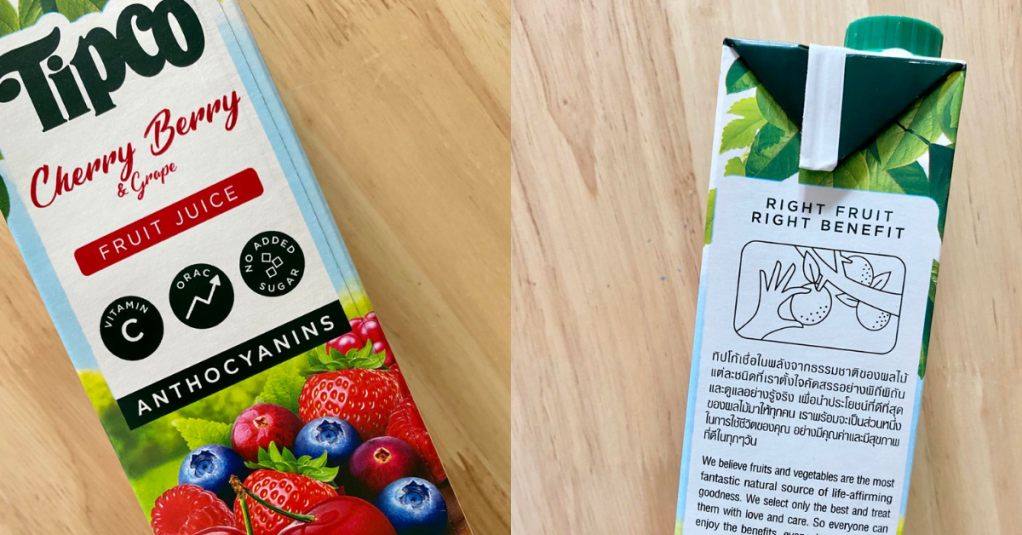 Tipco
Cherry Berry
& Grape
FRUIT JUICE
VITAMIN
C
ORAC
NO ADDED
SUGAR
ANTHOCYANINS
RIGHT FRUIT
RIGHT BENEFIT
ทิปโก้เชื่อในพลังจากธรรมชาติของผลไม้
แต่ละชนิดที่เราตั้งใจคัดสรรอย่างพิถีพิถัน
และดูแลอย่างรู้จริง เพื่อนำประโยชน์ที่ดีที่สุด
ของผลไม้มาให้ทุกคน เราพร้อมจะเป็นส่วนหนึ่ง
ในการใช้ชีวิตของคุณ อย่างมีคุณค่าและมีสุขภาพ
ที่ดีในทุกๆวัน
We believe fruits and vegetables are the most
fantastic natural source of life-affirming
goodness. We select only the best and treat
them with love and care. So everyone can
enjoy the benefits,